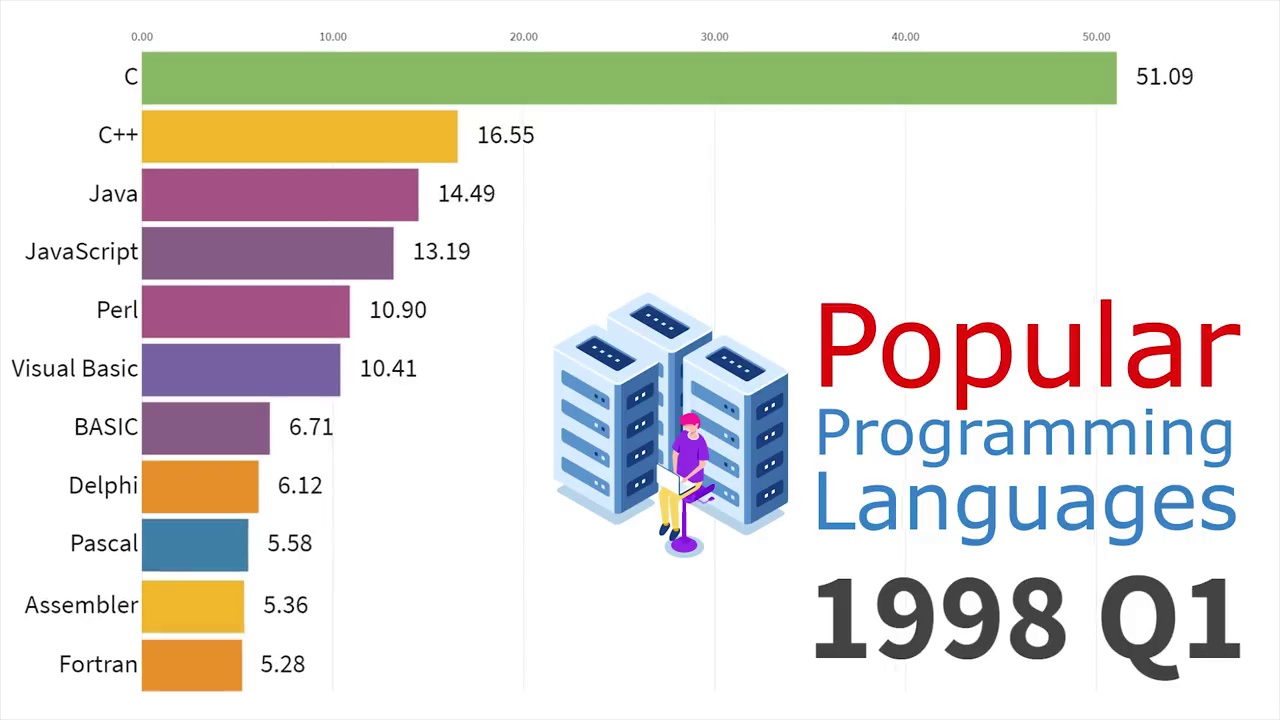 0.00 10.00 20.00 30.00 40.00 50.00
C 51.09
C++ 16.55
Java 14.49
JavaScript 13.19
Perl 10.90
Visual Basic 10.41
BASIC 6.71
Delphi 6.12
Pascal 5.58
Assembler 5.36
Fortran 5.28
Popular
Programming
Languages
1998 Q1